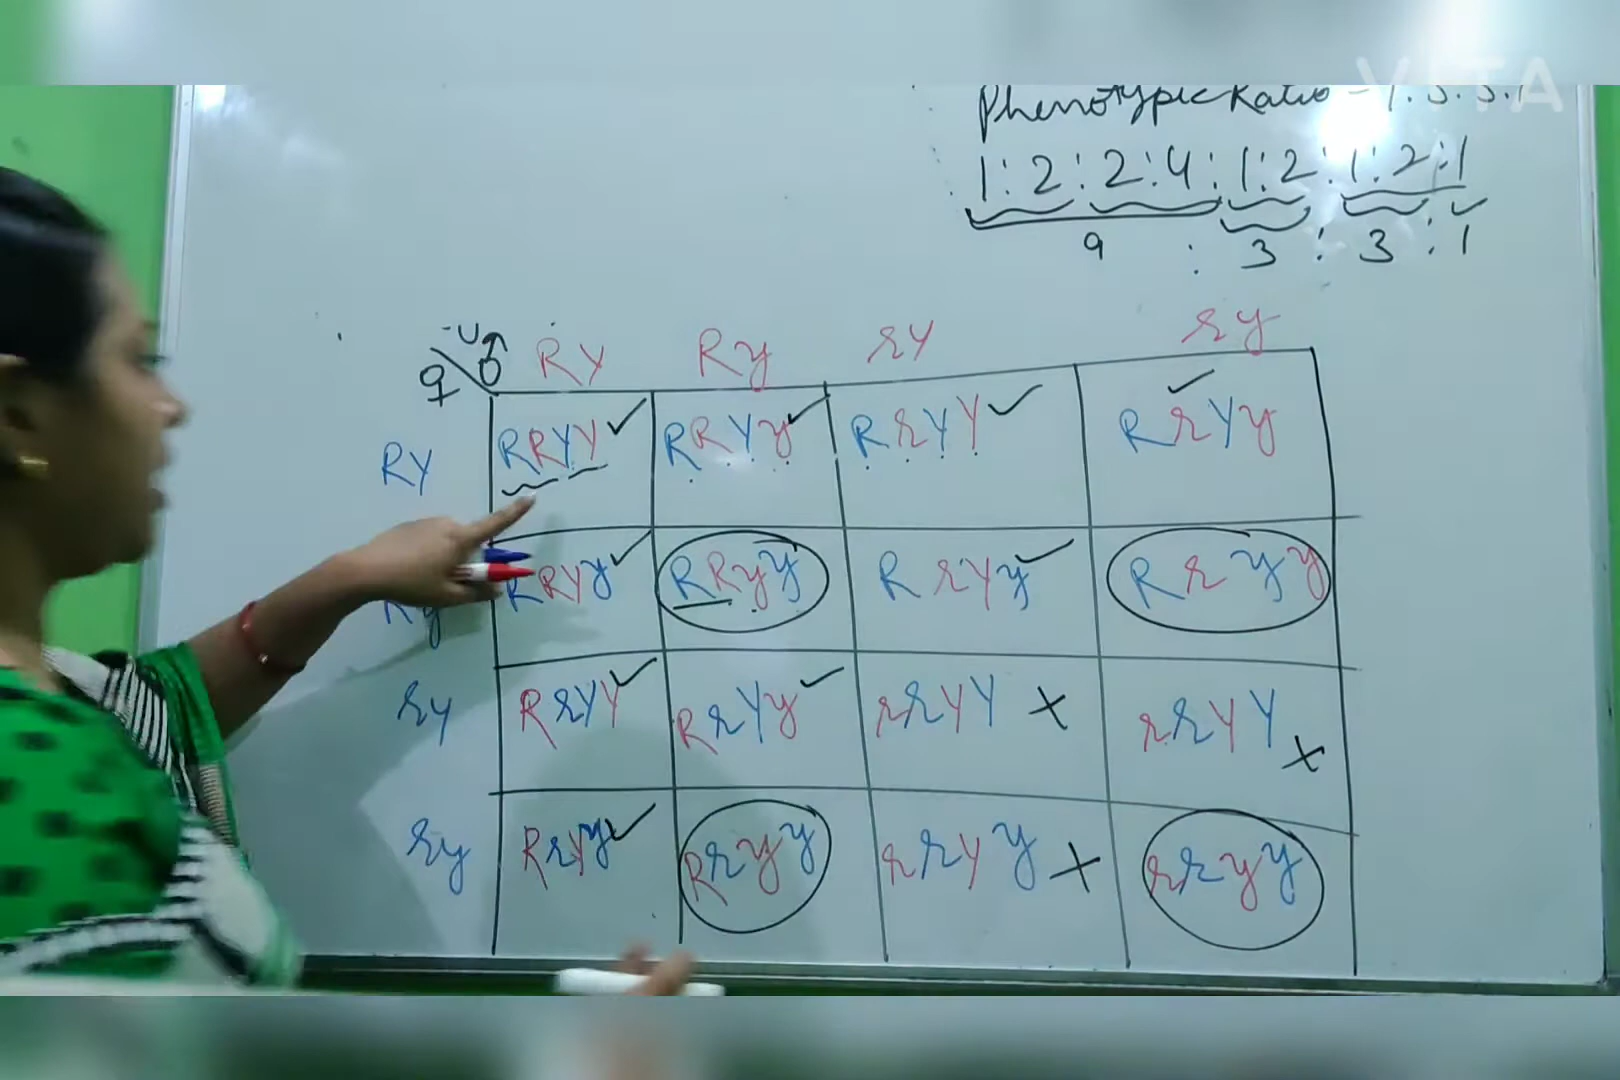 VITA
Phenotypic Ratio - 9:3:3:1
1:2:2:4:1:2:1:2:1
9 : 3 : 3 : 1
♀ ♂ RY Ry rY ry
RY RRYY ✓ RRYy ✓ RrYY ✓ RrYy ✓
Ry RRYy ✓ RRyy RrYy ✓ Rryy
ry RrYY ✓ RrYy ✓ rrYY × rrYY ×
ry RrYy ✓ Rryy rrYy × rryy